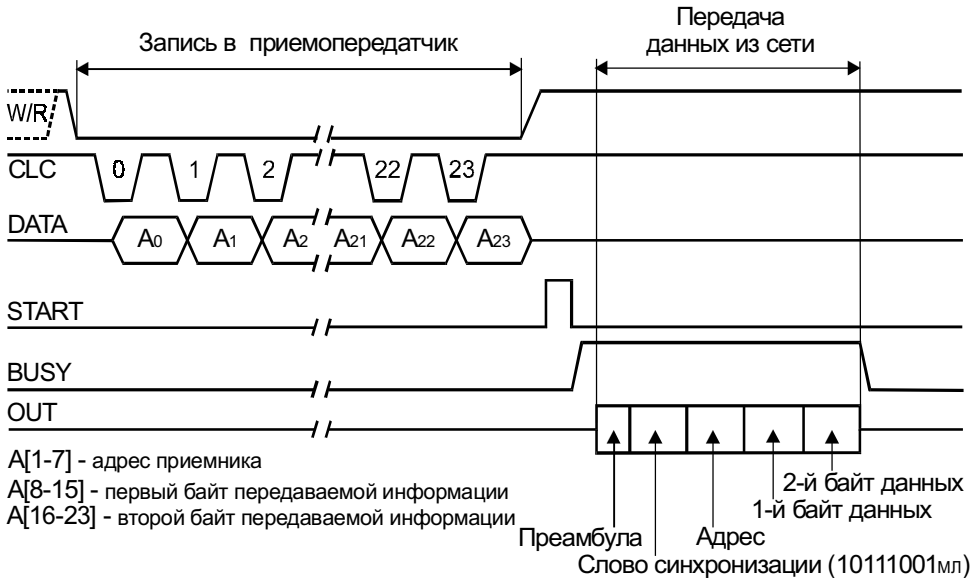 Передача
данных из сети
Запись в приемопередатчик
W/R
CLC 0 1 2 22 23
DATA A0 A1 A2 A21 A22 A23
START
BUSY
OUT
A[1-7] - адрес приемника
A[8-15] - первый байт передаваемой информации
A[16-23] - второй байт передаваемой информации
2-й байт данных
1-й байт данных
Преамбула Адрес
Слово синхронизации (10111001мл)